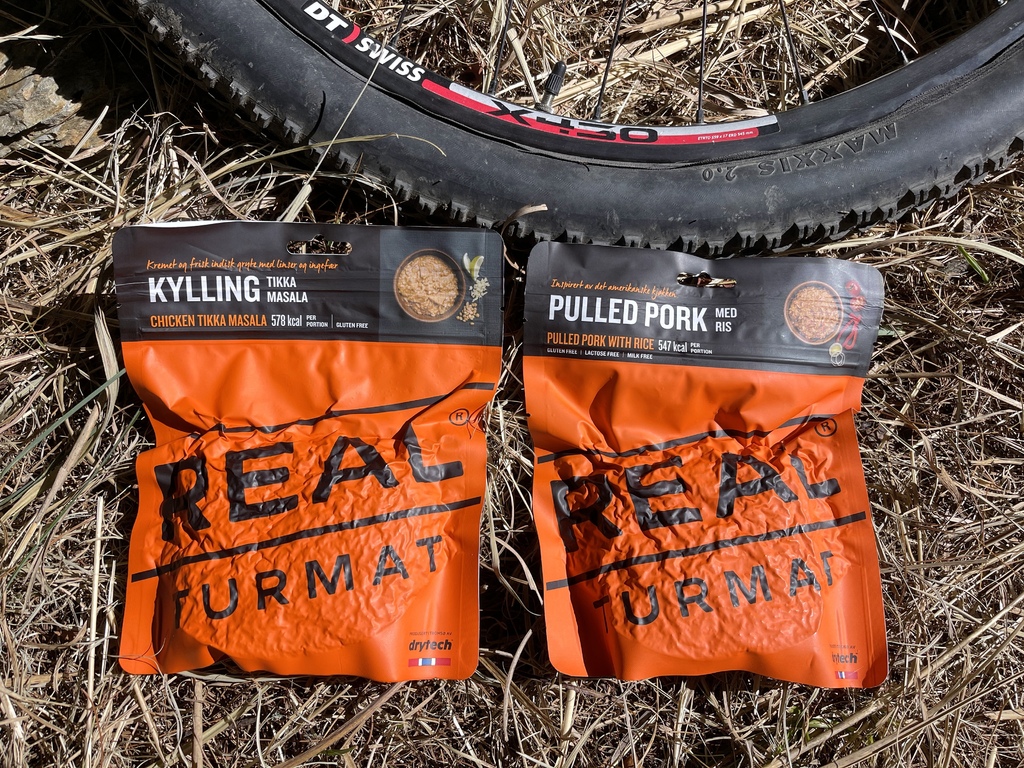 DT SWISS
MAXXIS 2.0
Kremet og frisk indisk gryte med linser og ingefær
KYLLING TIKKA
MASALA
CHICKEN TIKKA MASALA 578 kcal PER
PORTION | GLUTEN FREE
REAL®
TURMAT
drytech
Inspirert av det amerikanske kjøkken
PULLED PORK MED
RIS
PULLED PORK WITH RICE 547 kcal PER
PORTION
GLUTEN FREE | LACTOSE FREE | MILK FREE
REAL®
TURMAT
drytech